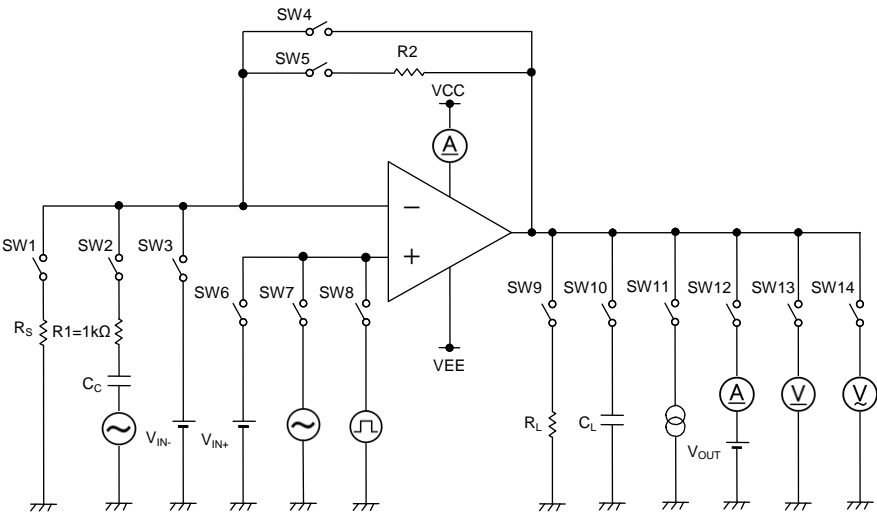 SW4
SW5
R2
VCC
A
−
+
SW1
SW2
SW3
SW6
SW7
SW8
SW9
SW10
SW11
SW12
SW13
SW14
VEE
RS
R1=1kΩ
CC
VIN-
VIN+
RL
CL
VOUT
A
V
V